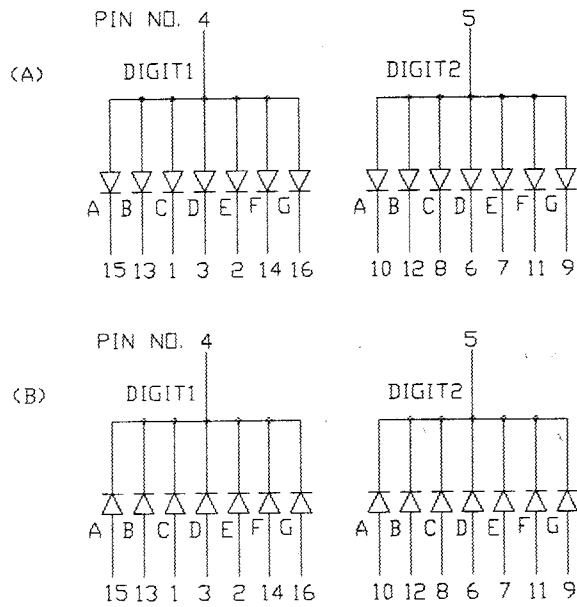 PIN NO. 4 5
(A) DIGIT1 DIGIT2
A B C D E F G A B C D E F G
15 13 1 3 2 14 16 10 12 8 6 7 11 9
PIN NO. 4 5
(B) DIGIT1 DIGIT2
A B C D E F G A B C D E F G
15 13 1 3 2 14 16 10 12 8 6 7 11 9